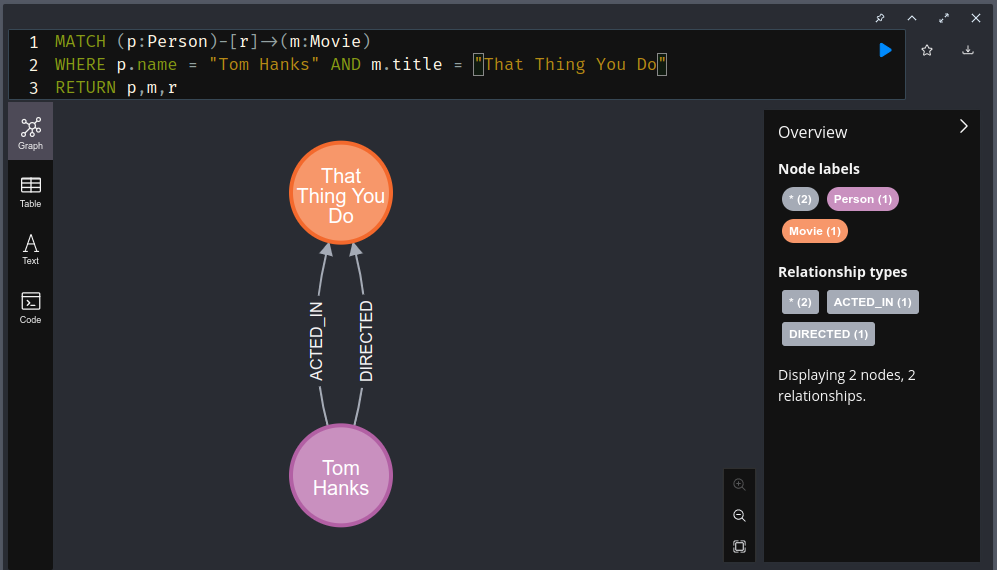 1 MATCH (p:Person)-[r]->(m:Movie)
2 WHERE p.name = "Tom Hanks" AND m.title = "That Thing You Do"
3 RETURN p,m,r
Graph
Table
Text
Code
That
Thing You
Do
ACTED_IN
DIRECTED
Tom
Hanks
Overview
Node labels
* (2) Person (1)
Movie (1)
Relationship types
* (2) ACTED_IN (1)
DIRECTED (1)
Displaying 2 nodes, 2
relationships.